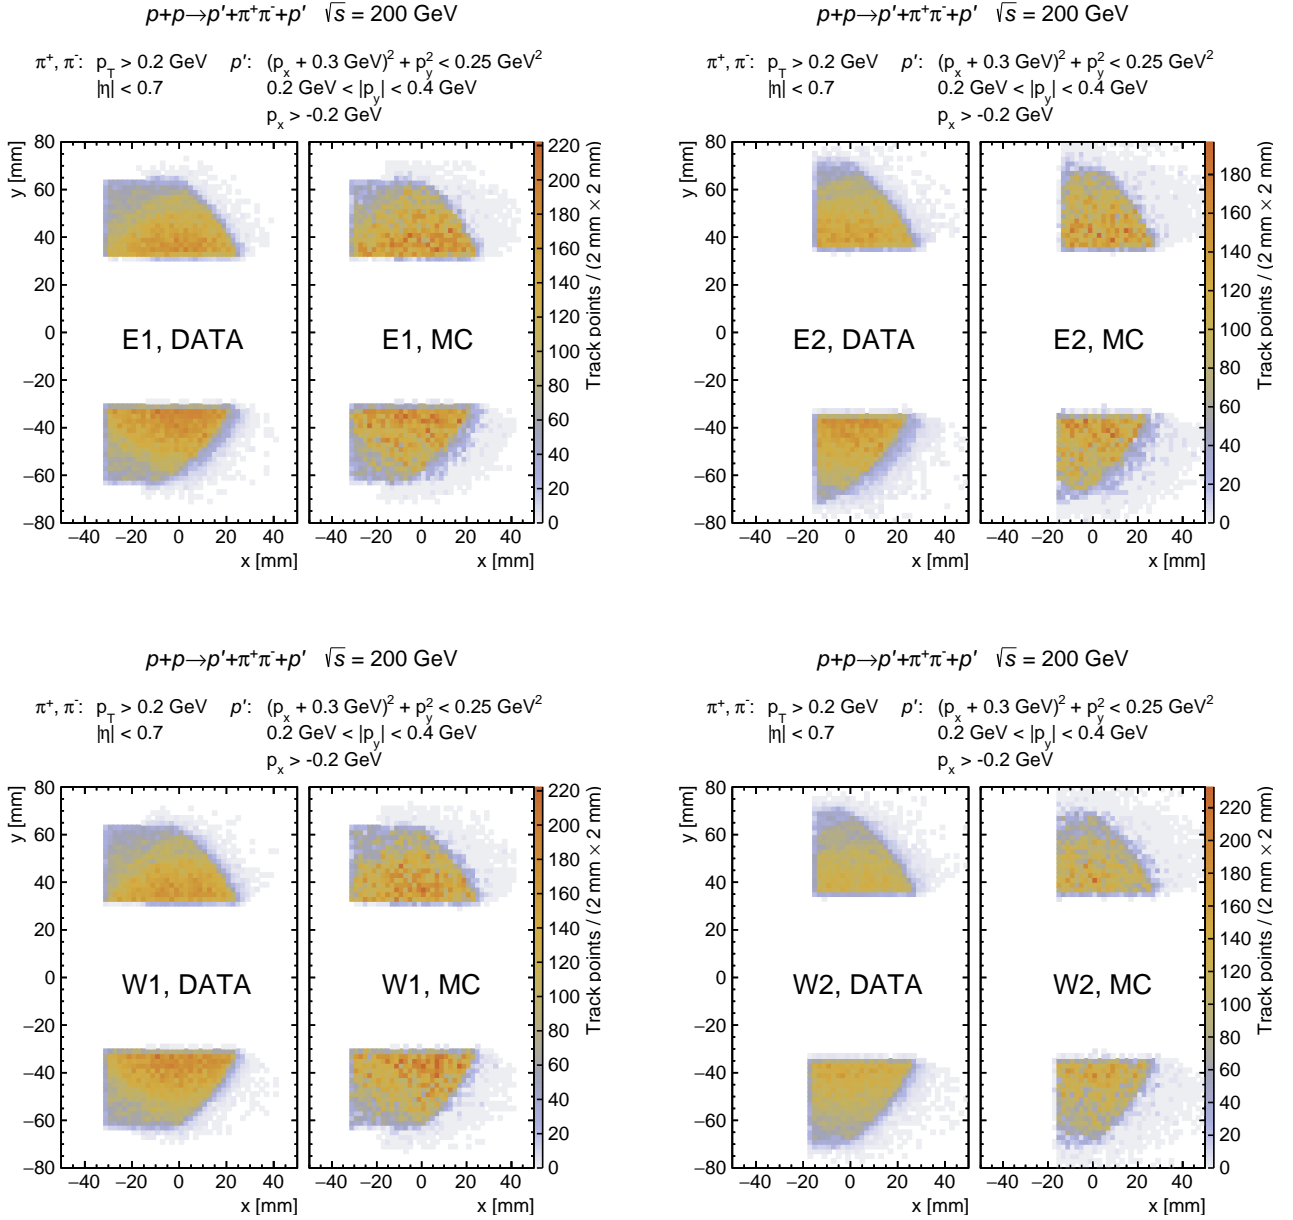 p+p→p′+π⁺π⁻+p′ √s = 200 GeV
π⁺, π⁻: p_T > 0.2 GeV p′: (p_x + 0.3 GeV)² + p_y² < 0.25 GeV²
|η| < 0.7 0.2 GeV < |p_y| < 0.4 GeV
p_x > -0.2 GeV
y [mm]
80
60
40
20
0
−20
−40
−60
−80
E1, DATA
E1, MC
−40 −20 0 20 40
−40 −20 0 20 40
x [mm]
x [mm]
220
200
180
160
140
120
100
80
60
40
20
0
Track points / (2 mm × 2 mm)
p+p→p′+π⁺π⁻+p′ √s = 200 GeV
π⁺, π⁻: p_T > 0.2 GeV p′: (p_x + 0.3 GeV)² + p_y² < 0.25 GeV²
|η| < 0.7 0.2 GeV < |p_y| < 0.4 GeV
p_x > -0.2 GeV
y [mm]
80
60
40
20
0
−20
−40
−60
−80
E2, DATA
E2, MC
−40 −20 0 20 40
−40 −20 0 20 40
x [mm]
x [mm]
180
160
140
120
100
80
60
40
20
0
Track points / (2 mm × 2 mm)
p+p→p′+π⁺π⁻+p′ √s = 200 GeV
π⁺, π⁻: p_T > 0.2 GeV p′: (p_x + 0.3 GeV)² + p_y² < 0.25 GeV²
|η| < 0.7 0.2 GeV < |p_y| < 0.4 GeV
p_x > -0.2 GeV
y [mm]
80
60
40
20
0
−20
−40
−60
−80
W1, DATA
W1, MC
−40 −20 0 20 40
−40 −20 0 20 40
x [mm]
x [mm]
220
200
180
160
140
120
100
80
60
40
20
0
Track points / (2 mm × 2 mm)
p+p→p′+π⁺π⁻+p′ √s = 200 GeV
π⁺, π⁻: p_T > 0.2 GeV p′: (p_x + 0.3 GeV)² + p_y² < 0.25 GeV²
|η| < 0.7 0.2 GeV < |p_y| < 0.4 GeV
p_x > -0.2 GeV
y [mm]
80
60
40
20
0
−20
−40
−60
−80
W2, DATA
W2, MC
−40 −20 0 20 40
−40 −20 0 20 40
x [mm]
x [mm]
220
200
180
160
140
120
100
80
60
40
20
0
Track points / (2 mm × 2 mm)